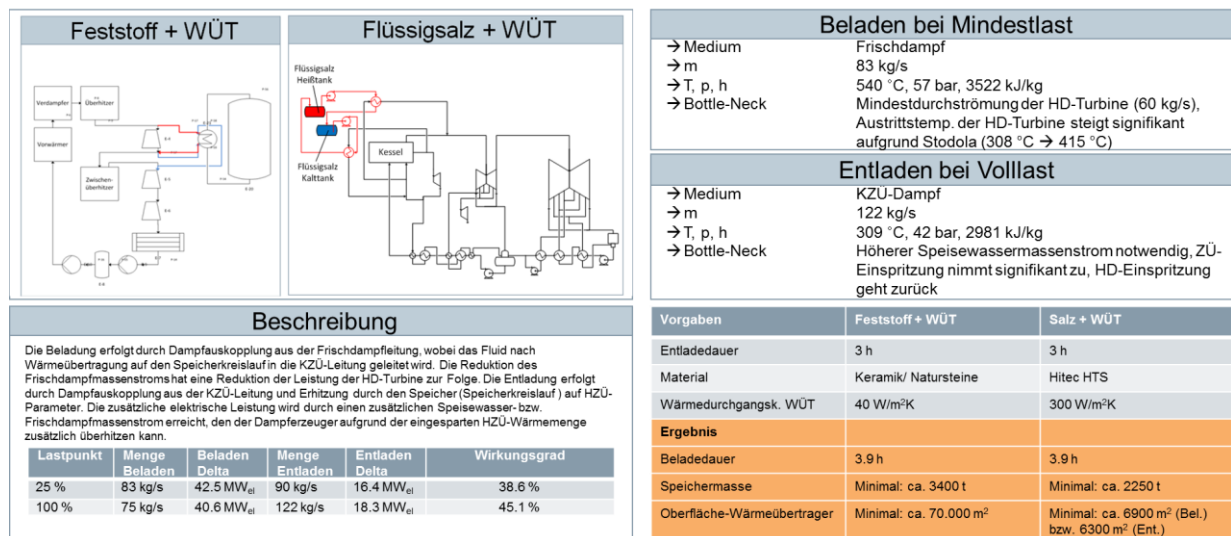 Feststoff + WÜT
Verdampfer
Überhitzer
Vorwärmer
Zwischen-
überhitzer
Flüssigsalz + WÜT
Flüssigsalz
Heißtank
Flüssigsalz
Kalttank
Kessel
Beschreibung
Die Beladung erfolgt durch Dampfauskopplung aus der Frischdampfleitung, wobei das Fluid nach
Wärmeübertragung auf den Speicherkreislauf in die KZÜ-Leitung geleitet wird. Die Reduktion des
Frischdampfmassenstroms hat eine Reduktion der Leistung der HD-Turbine zur Folge. Die Entladung erfolgt
durch Dampfauskopplung aus der KZÜ-Leitung und Erhitzung durch den Speicher (Speicherkreislauf) auf HZÜ-
Parameter. Die zusätzliche elektrische Leistung wird durch einen zusätzlichen Speisewasser- bzw.
Frischdampfmassenstrom erreicht, den der Dampferzeuger aufgrund der eingesparten HZÜ-Wärmemenge
zusätzlich überhitzen kann.
Lastpunkt Menge Beladen Beladen Delta Menge Entladen Entladen Delta Wirkungsgrad
25 % 83 kg/s 42.5 MWel 90 kg/s 16.4 MWel 38.6 %
100 % 75 kg/s 40.6 MWel 122 kg/s 18.3 MWel 45.1 %
Beladen bei Mindestlast
→ Medium Frischdampf
→ m 83 kg/s
→ T, p, h 540 °C, 57 bar, 3522 kJ/kg
→ Bottle-Neck Mindestdurchströmung der HD-Turbine (60 kg/s),
Austrittstemp. der HD-Turbine steigt signifikant
aufgrund Stodola (308 °C → 415 °C)
Entladen bei Volllast
→ Medium KZÜ-Dampf
→ m 122 kg/s
→ T, p, h 309 °C, 42 bar, 2981 kJ/kg
→ Bottle-Neck Höherer Speisewassermassenstrom notwendig, ZÜ-
Einspritzung nimmt signifikant zu, HD-Einspritzung
geht zurück
Vorgaben Feststoff + WÜT Salz + WÜT
Entladedauer 3 h 3 h
Material Keramik/ Natursteine Hitec HTS
Wärmedurchgangsk. WÜT 40 W/m²K 300 W/m²K
Ergebnis
Beladedauer 3.9 h 3.9 h
Speichermasse Minimal: ca. 3400 t Minimal: ca. 2250 t
Oberfläche-Wärmeübertrager Minimal: ca. 70.000 m² Minimal: ca. 6900 m² (Bel.)
bzw. 6300 m² (Ent.)